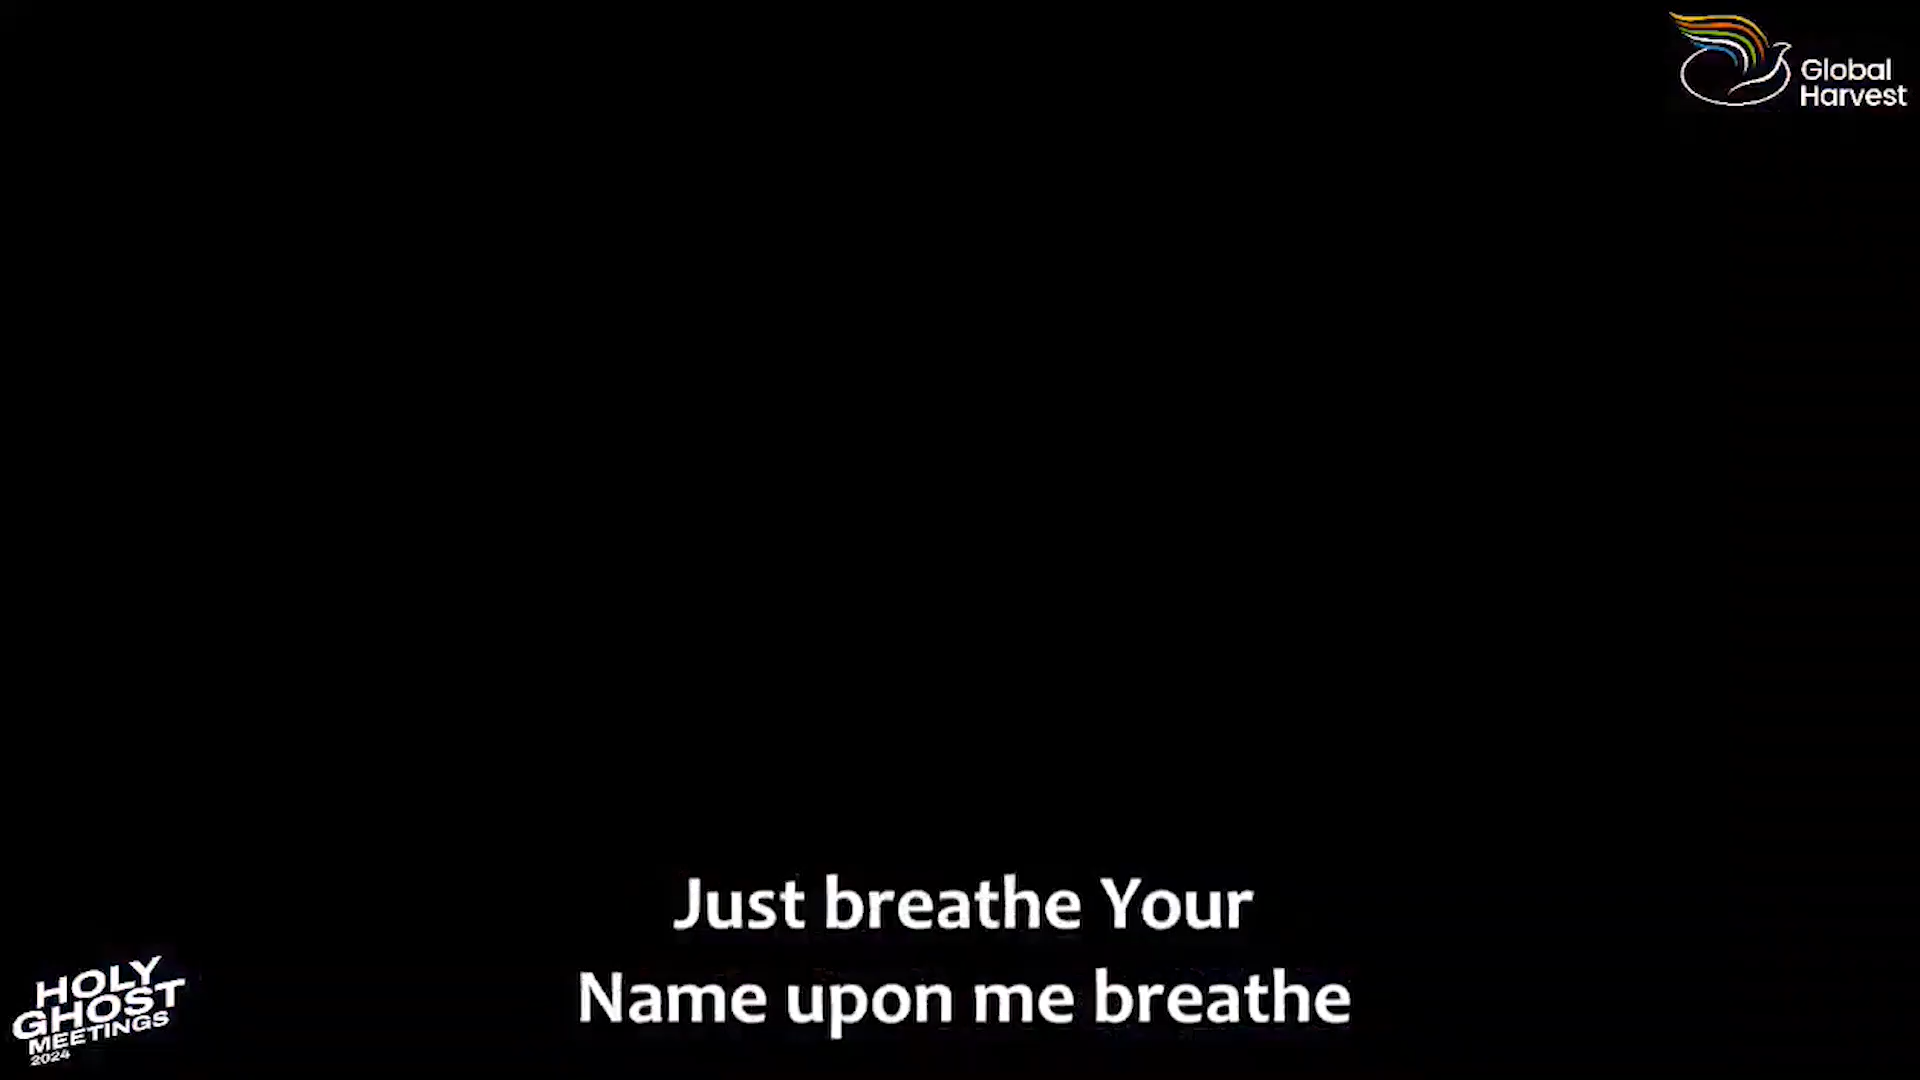 Global
Harvest
Just breathe Your
Name upon me breathe
HOLY
GHOST
MEETINGS
2024